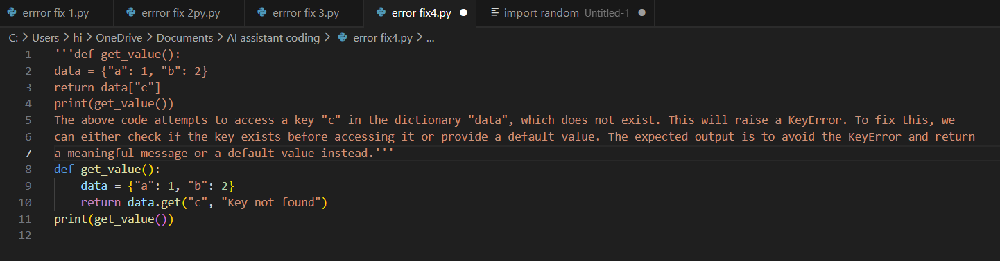 errror fix 1.py errror fix 2py.py errror fix 3.py error fix4.py import random Untitled-1
C: > Users > hi > OneDrive > Documents > AI assistant coding > error fix4.py > ...
1 '''def get_value():
2 data = {"a": 1, "b": 2}
3 return data["c"]
4 print(get_value())
5 The above code attempts to access a key "c" in the dictionary "data", which does not exist. This will raise a KeyError. To fix this, we
6 can either check if the key exists before accessing it or provide a default value. The expected output is to avoid the KeyError and return
7 a meaningful message or a default value instead.'''
8 def get_value():
9     data = {"a": 1, "b": 2}
10     return data.get("c", "Key not found")
11 print(get_value())
12